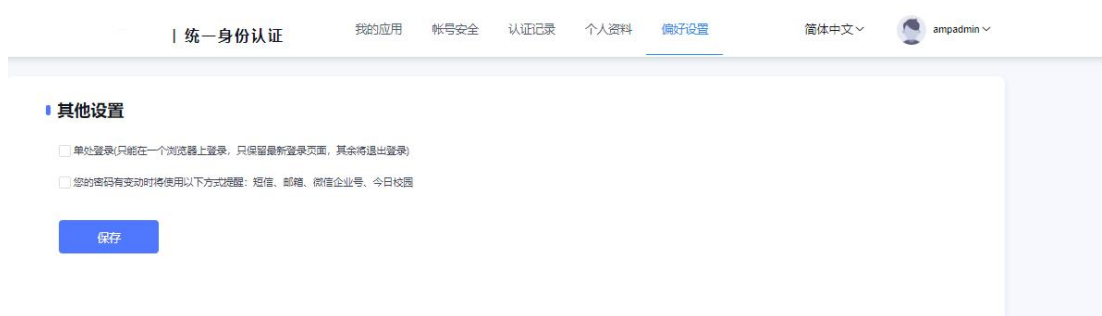 | 统一身份认证 我的应用 帐号安全 认证记录 个人资料 偏好设置 简体中文 ampadmin
其他设置
单处登录(只能在一个浏览器上登录，只保留最新登录页面，其余将退出登录)
您的密码有变动时将使用以下方式提醒：短信、邮箱、微信企业号、今日校园
保存